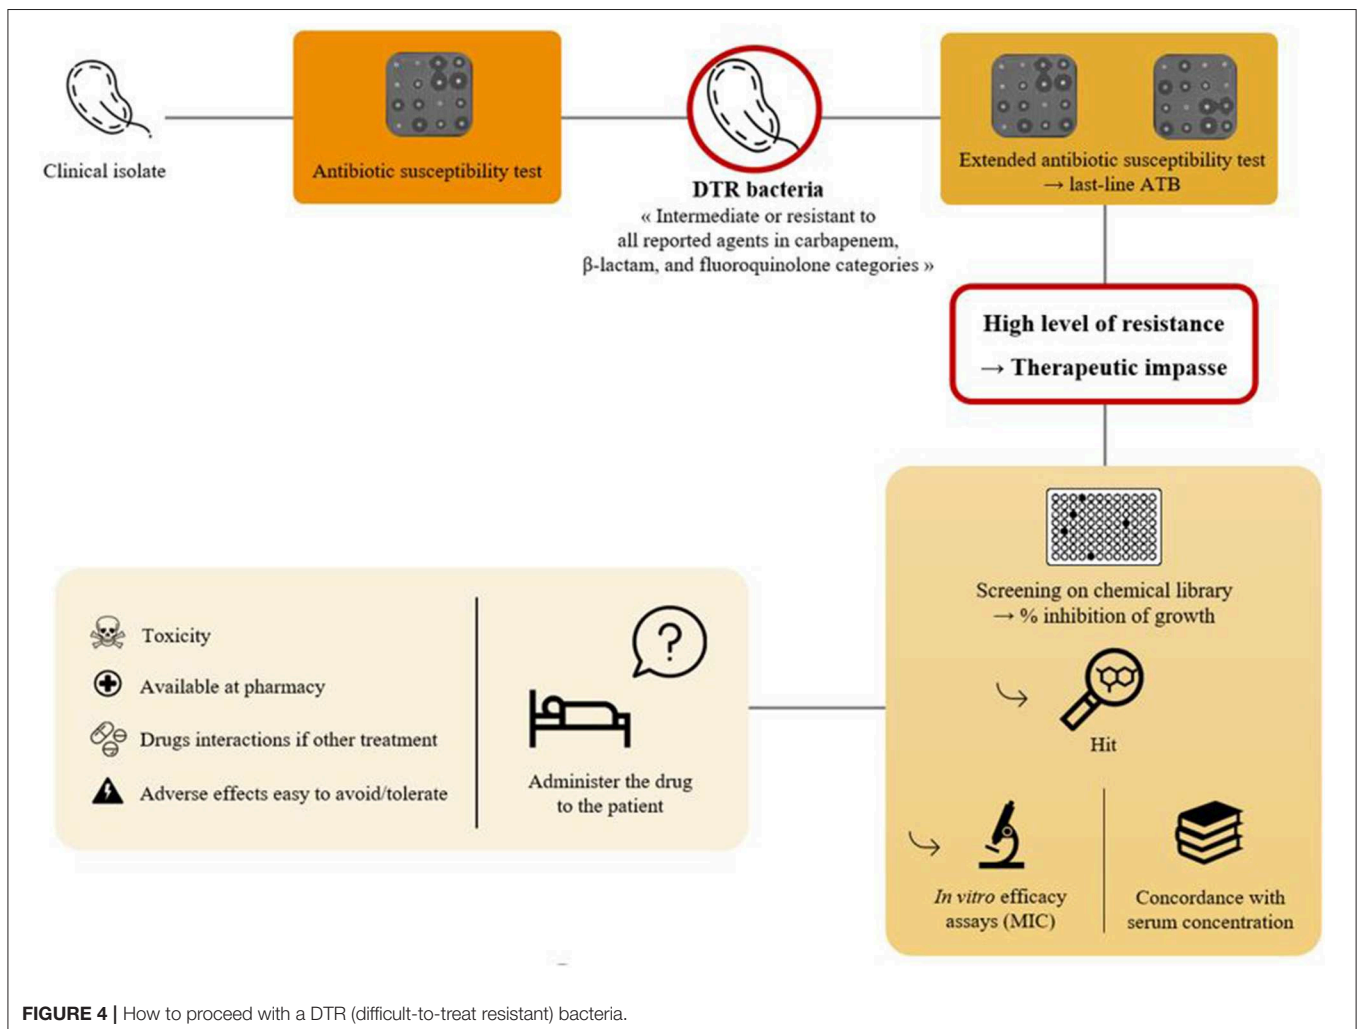 Clinical isolate
Antibiotic susceptibility test
DTR bacteria
« Intermediate or resistant to
all reported agents in carbapenem,
β-lactam, and fluoroquinolone categories »
Extended antibiotic susceptibility test
→ last-line ATB
High level of resistance
→ Therapeutic impasse
Screening on chemical library
→ % inhibition of growth
Hit
In vitro efficacy
assays (MIC)
Concordance with
serum concentration
?
Administer the drug
to the patient
Toxicity
Available at pharmacy
Drugs interactions if other treatment
Adverse effects easy to avoid/tolerate
FIGURE 4 | How to proceed with a DTR (difficult-to-treat resistant) bacteria.